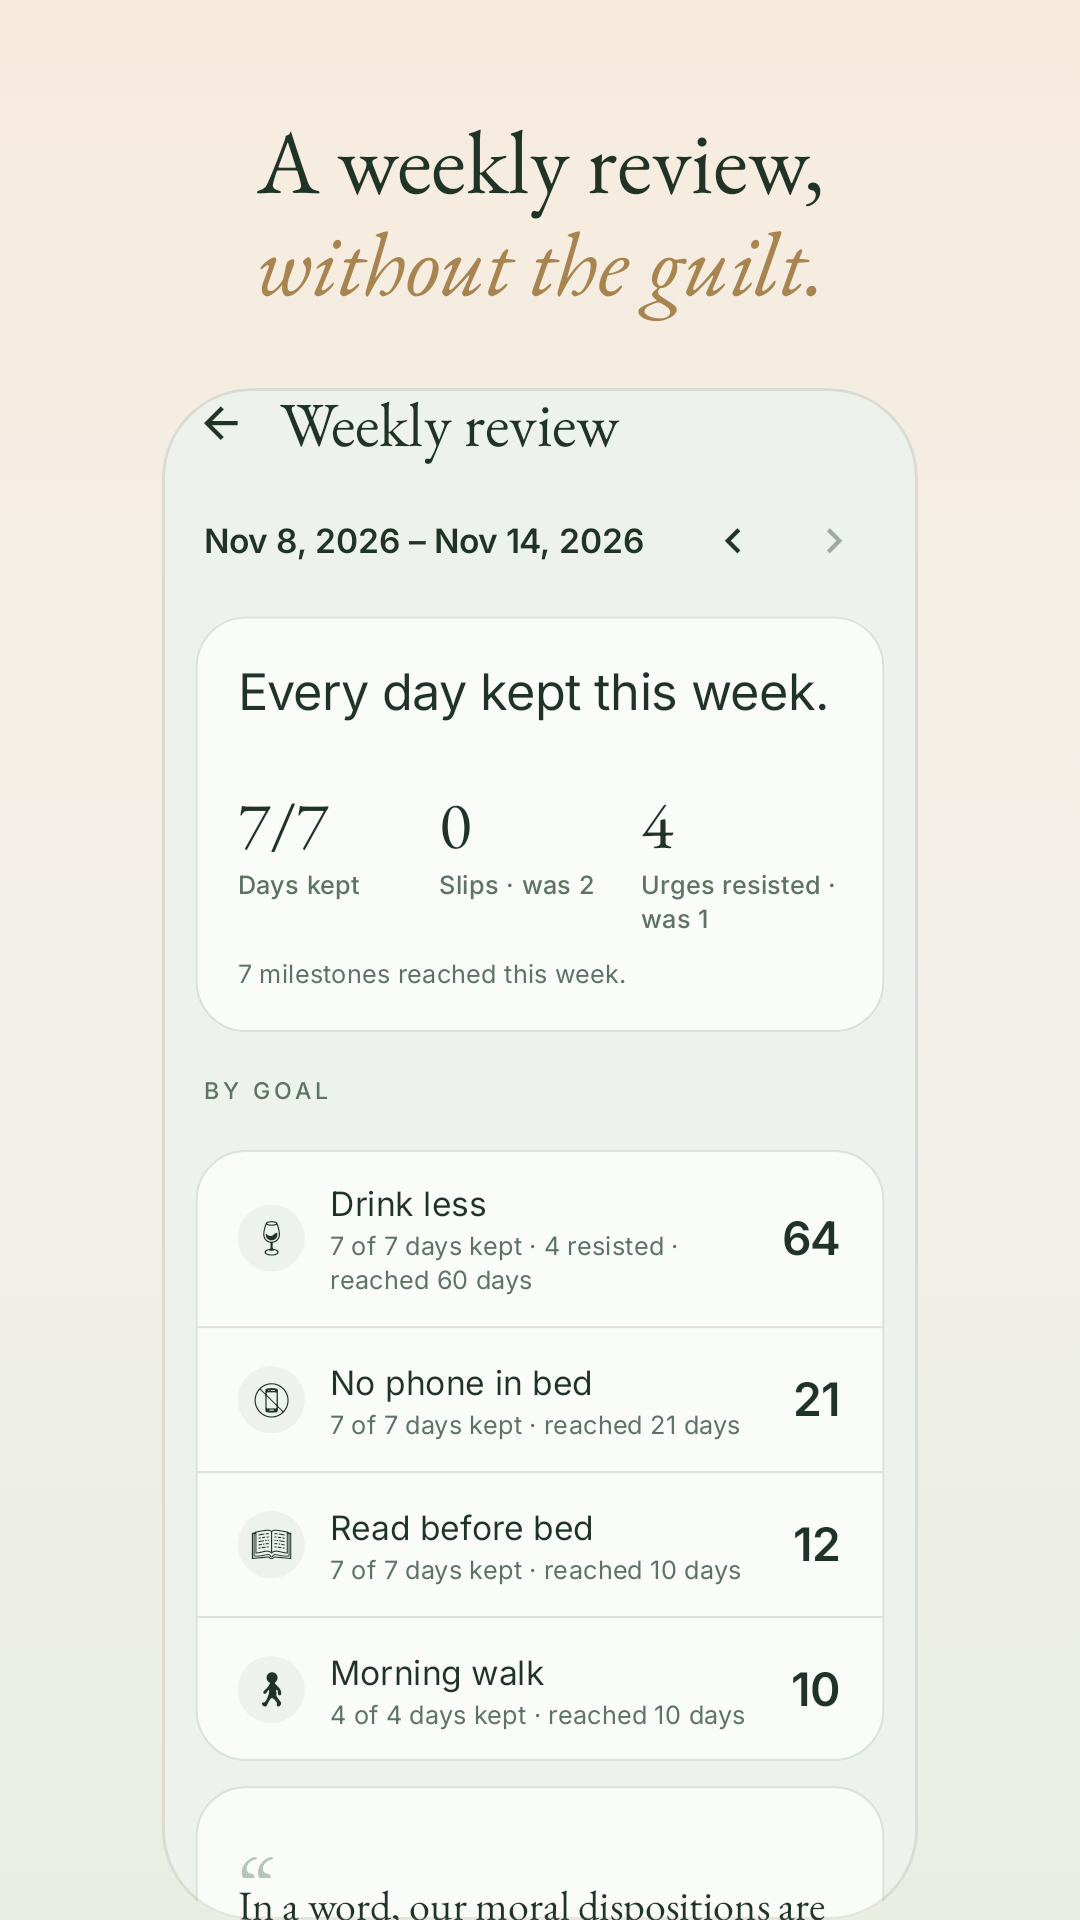 A weekly review,
without the guilt.
Weekly review
Nov 8, 2026 – Nov 14, 2026
Every day kept this week.
7/7
Days kept
0
Slips · was 2
4
Urges resisted ·
was 1
7 milestones reached this week.
BY GOAL
Drink less
7 of 7 days kept · 4 resisted ·
reached 60 days
64
No phone in bed
7 of 7 days kept · reached 21 days
21
Read before bed
7 of 7 days kept · reached 10 days
12
Morning walk
4 of 4 days kept · reached 10 days
10
“
In a word, our moral dispositions are